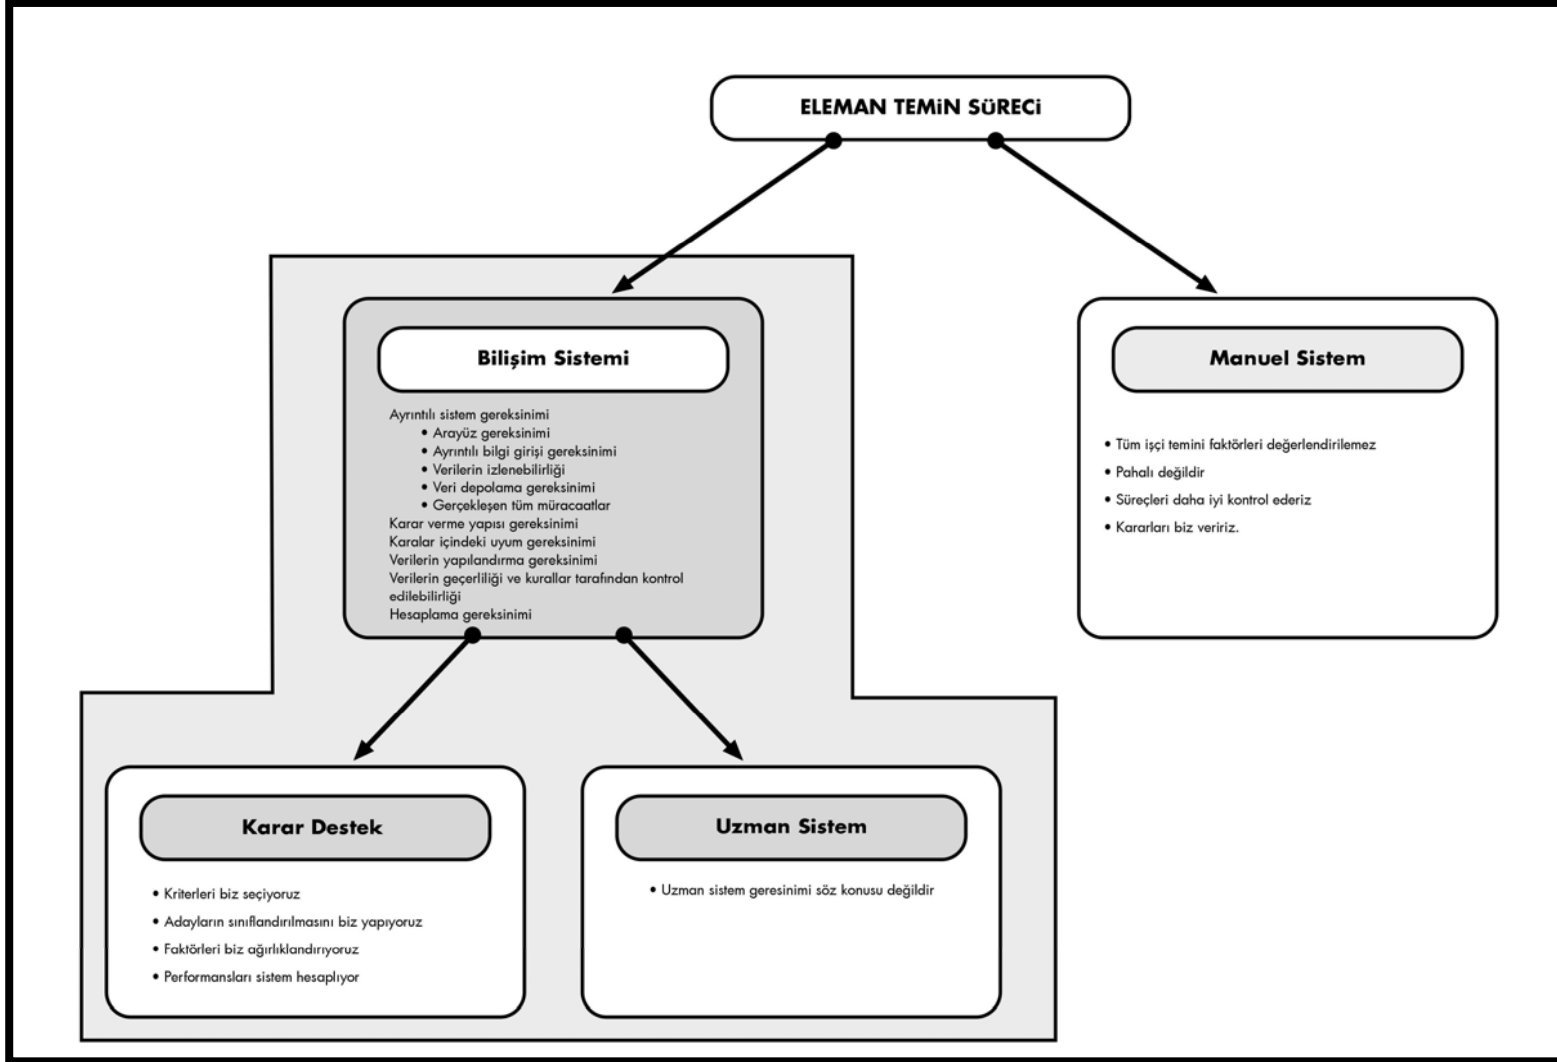 ELEMAN TEMİN SÜRECİ
Bilişim Sistemi
Ayrıntılı sistem gereksinimi
• Arayüz gereksinimi
• Ayrıntılı bilgi girişi gereksinimi
• Verilerin izlenebilirliği
• Veri depolama gereksinimi
• Gerçekleşen tüm müracaatlar
Karar verme yapısı gereksinimi
Karalar içindeki uyum gereksinimi
Verilerin yapılandırma gereksinimi
Verilerin geçerliliği ve kurallar tarafından kontrol
edilebilirliği
Hesaplama gereksinimi
Manuel Sistem
• Tüm işçi temini faktörleri değerlendirilemez
• Pahalı değildir
• Süreçleri daha iyi kontrol ederiz
• Kararları biz veririz.
Karar Destek
• Kriterleri biz seçiyoruz
• Adayların sınıflandırılmasını biz yapıyoruz
• Faktörleri biz ağırlıklandırıyoruz
• Performansları sistem hesaplıyor
Uzman Sistem
• Uzman sistem geresinimi söz konusu değildir